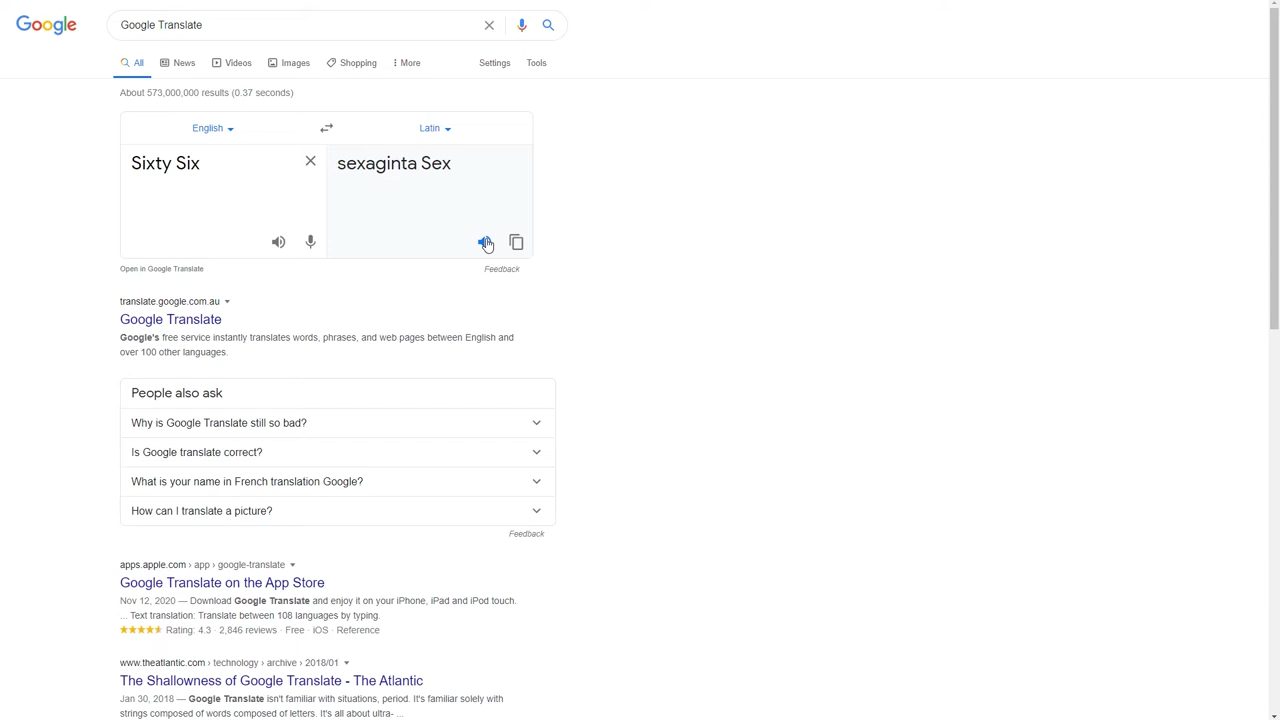 Google
Google Translate
All News Videos Images Shopping More Settings Tools
About 573,000,000 results (0.37 seconds)
English Latin
Sixty Six sexaginta Sex
Open in Google Translate Feedback
translate.google.com.au
Google Translate
Google's free service instantly translates words, phrases, and web pages between English and
over 100 other languages.
People also ask
Why is Google Translate still so bad?
Is Google translate correct?
What is your name in French translation Google?
How can I translate a picture?
Feedback
apps.apple.com › app › google-translate
Google Translate on the App Store
Nov 12, 2020 — Download Google Translate and enjoy it on your iPhone, iPad and iPod touch.
... Text translation: Translate between 108 languages by typing.
Rating: 4.3 · 2,846 reviews · Free · iOS · Reference
www.theatlantic.com › technology › archive › 2018/01
The Shallowness of Google Translate - The Atlantic
Jan 30, 2018 — Google Translate isn't familiar with situations, period. It's familiar solely with
strings composed of words composed of letters. It's all about ultra- ...